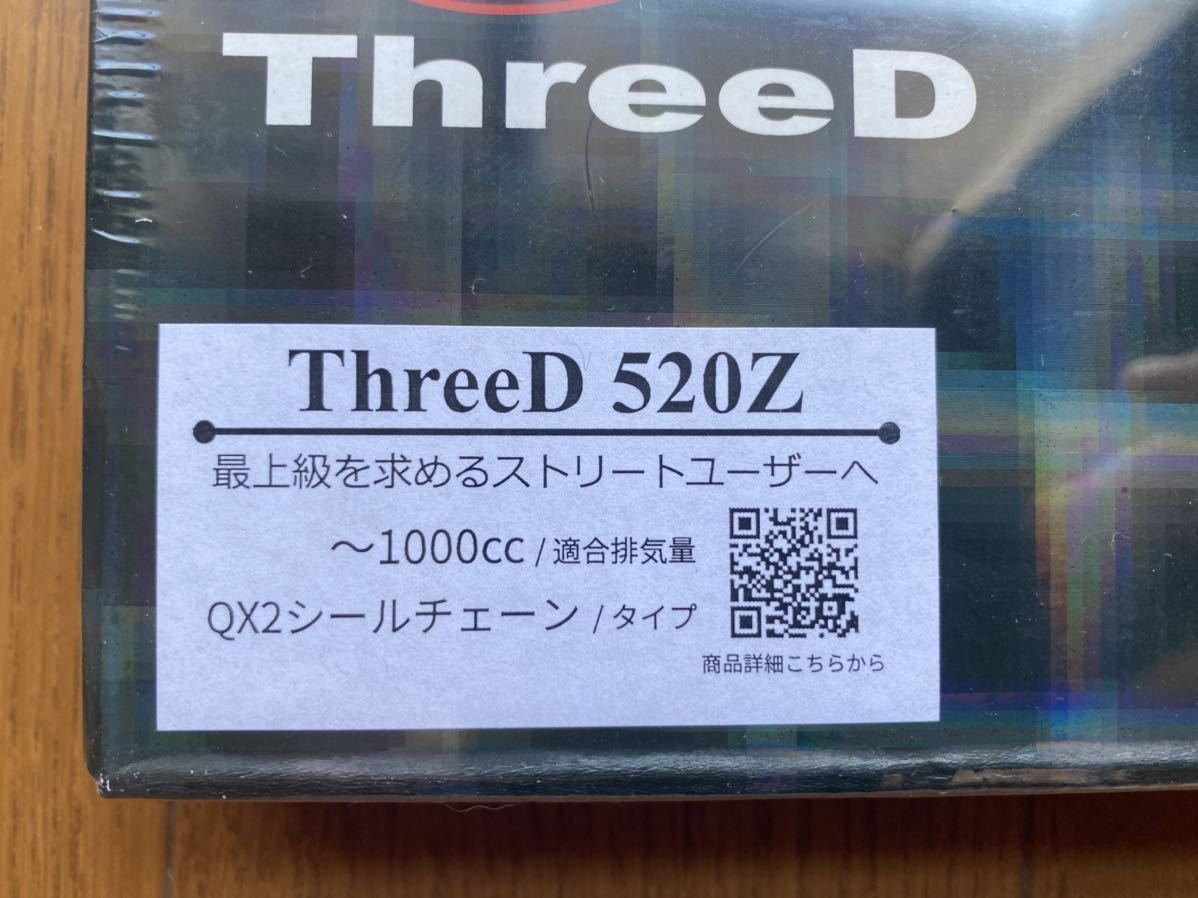 ThreeD
ThreeD 520Z
最上級を求めるストリートユーザーへ
～1000cc / 適合排気量
QX2シールチェーン / タイプ
商品詳細こちらから